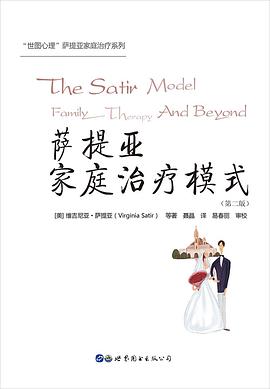 “世图心理”萨提亚家庭治疗系列
The Satir Model
Family Therapy And Beyond
萨提亚
家庭治疗模式
（第二版）
[美] 维吉尼亚·萨提亚（Virginia Satir） 等著 聂晶 译 易春丽 审校
世界图书出版公司